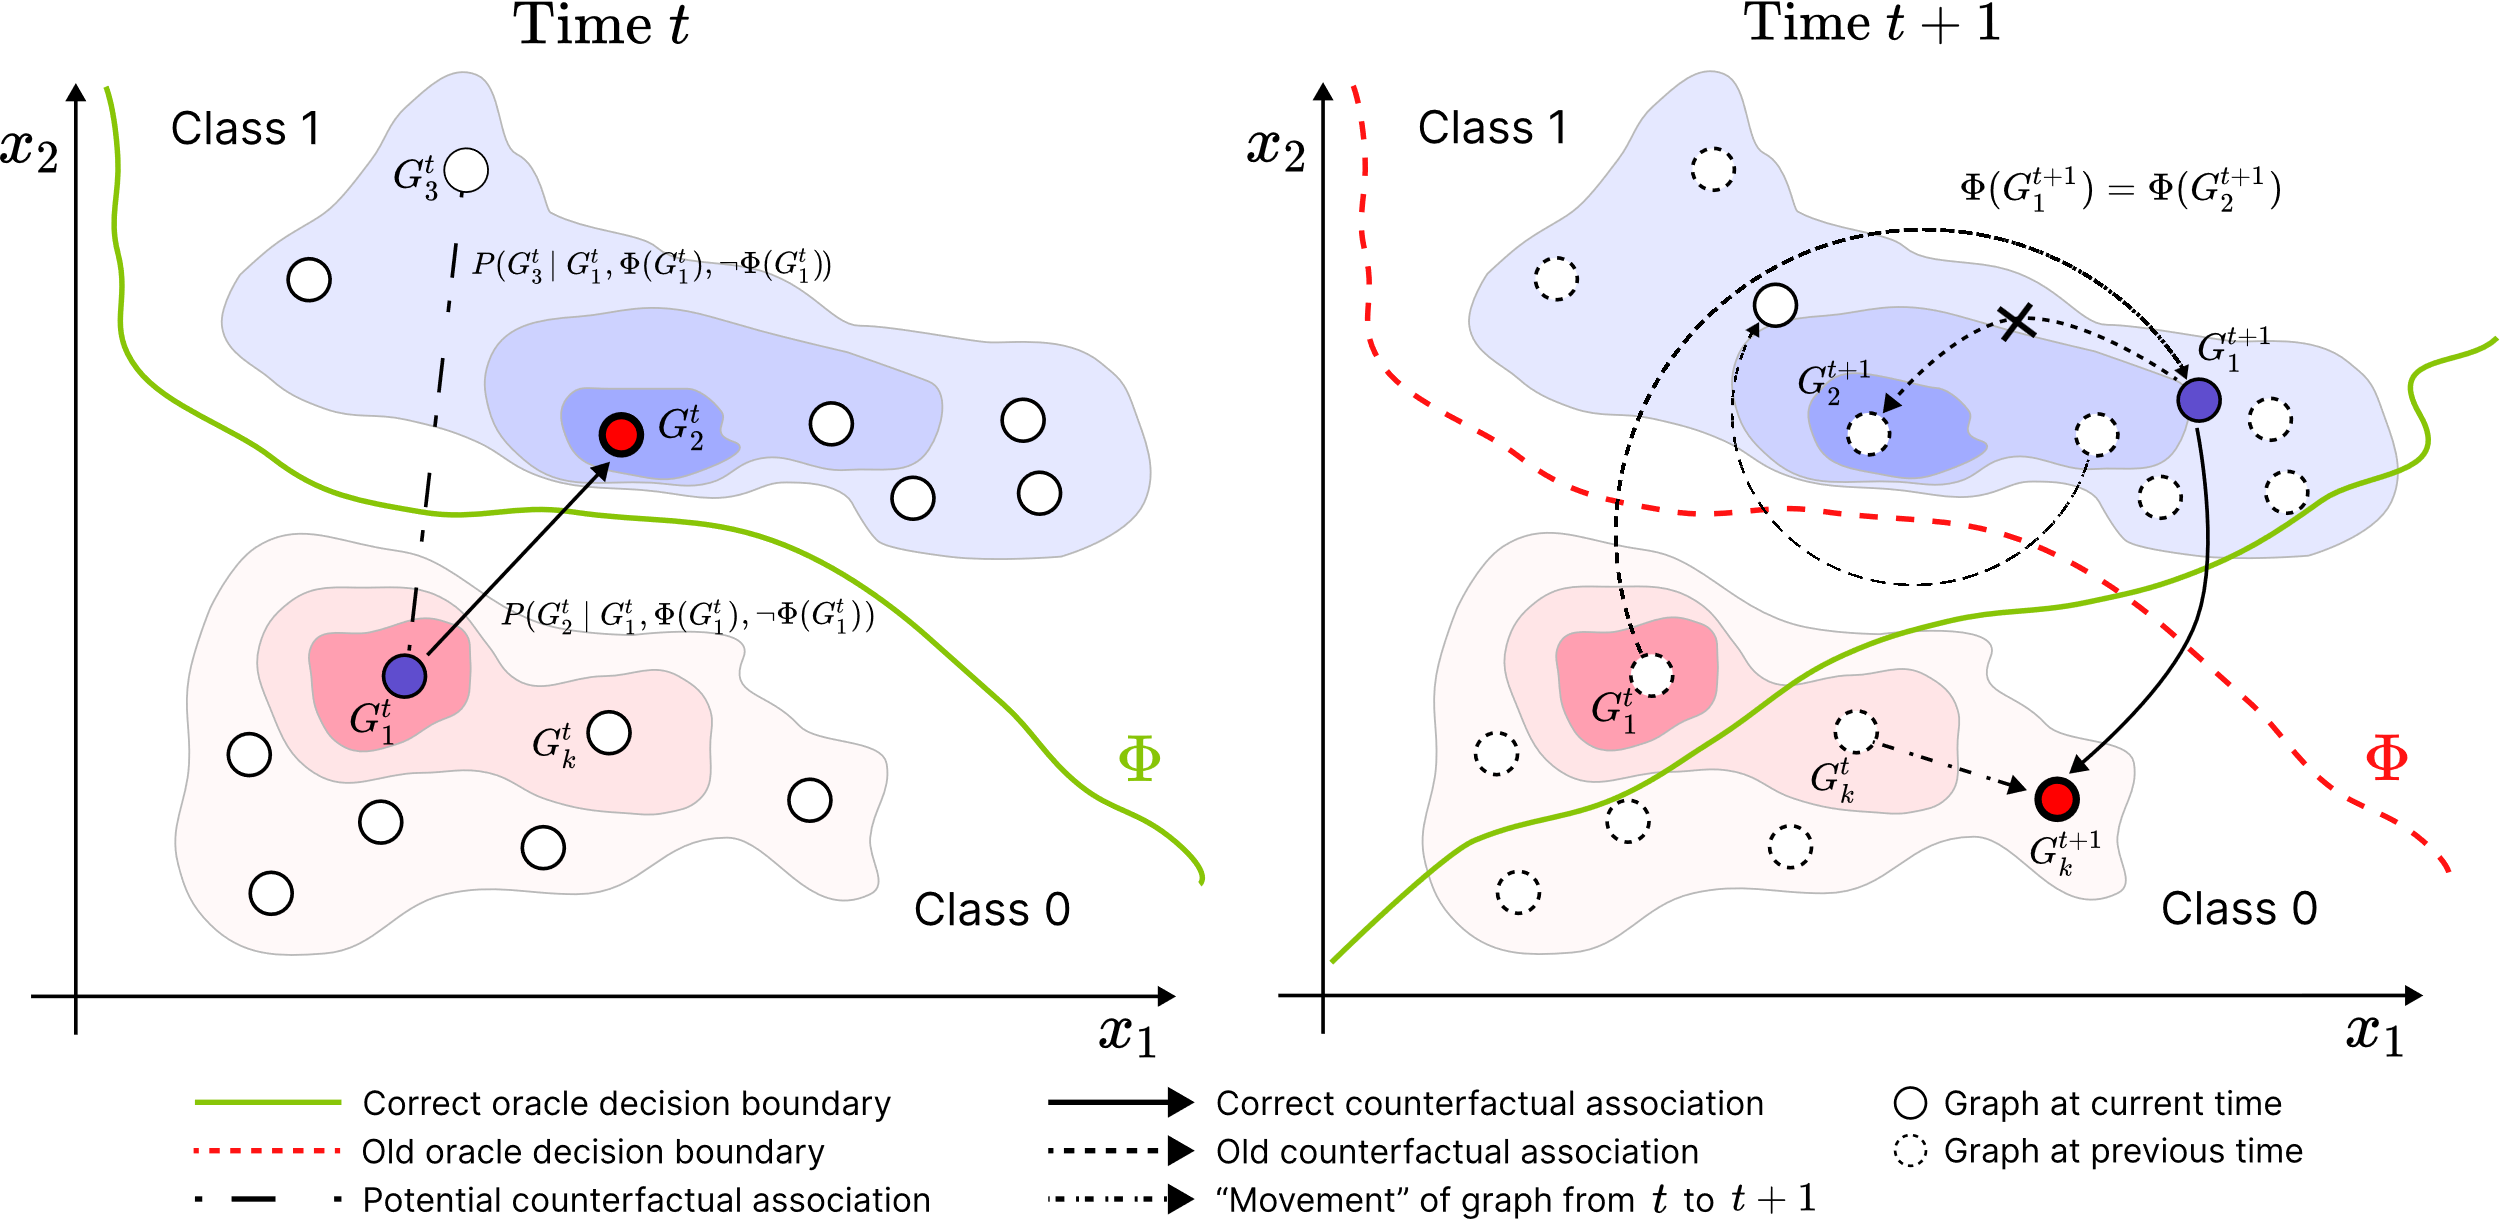 Time t
Time t + 1
x₂
Class 1
G₃ᵗ
P(G₃ᵗ | G₁ᵗ, Φ(G₁ᵗ), ¬Φ(G₁ᵗ))
G₂ᵗ
P(G₂ᵗ | G₁ᵗ, Φ(G₁ᵗ), ¬Φ(G₁ᵗ))
G₁ᵗ
Gₖᵗ
Φ
Class 0
x₁
x₂
Class 1
Φ(G₁ᵗ⁺¹) = Φ(G₂ᵗ⁺¹)
G₁ᵗ⁺¹
G₂ᵗ⁺¹
G₁ᵗ
Gₖᵗ
Φ
Gₖᵗ⁺¹
Class 0
x₁
Correct oracle decision boundary
Old oracle decision boundary
Potential counterfactual association
Correct counterfactual association
Old counterfactual association
“Movement” of graph from t to t + 1
Graph at current time
Graph at previous time